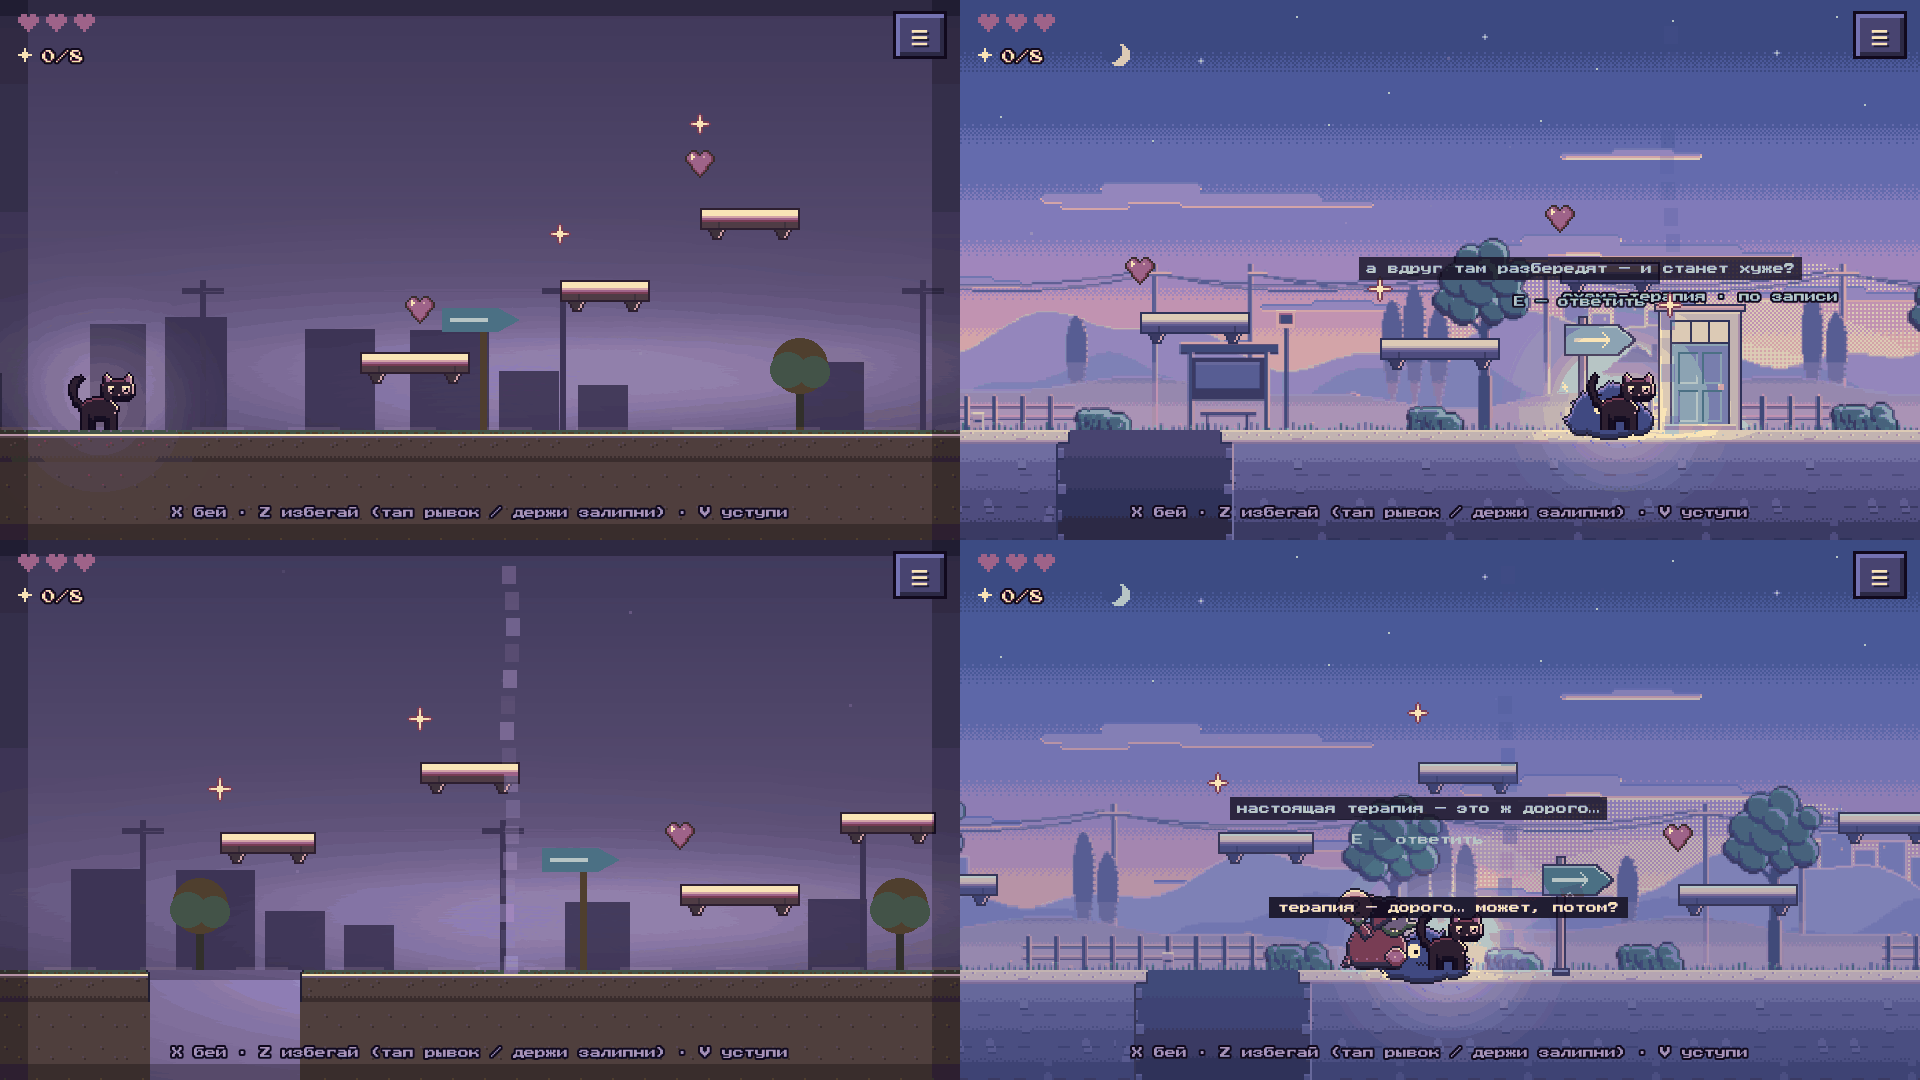 0/8
X бей · Z избегай (тап рывок / держи залипни) · V уступи
0/8
а вдруг там разбередят — и станет хуже?
E — ответить
терапия · по записи
X бей · Z избегай (тап рывок / держи залипни) · V уступи
0/8
X бей · Z избегай (тап рывок / держи залипни) · V уступи
0/8
настоящая терапия — это ж дорого…
E — ответить
терапия — дорого… может, потом?
X бей · Z избегай (тап рывок / держи залипни) · V уступи